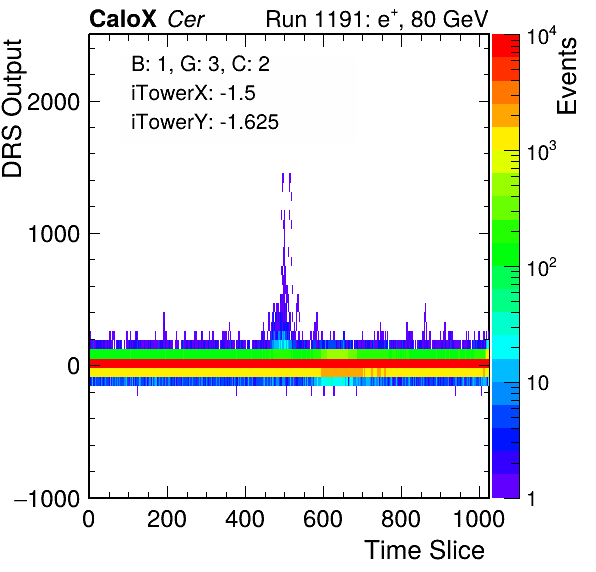 CaloX Cer Run 1191: e⁺, 80 GeV
B: 1, G: 3, C: 2
iTowerX: -1.5
iTowerY: -1.625
DRS Output
2000
1000
0
−1000
0 200 400 600 800 1000
Time Slice
10⁴
10³
10²
10
1
Events